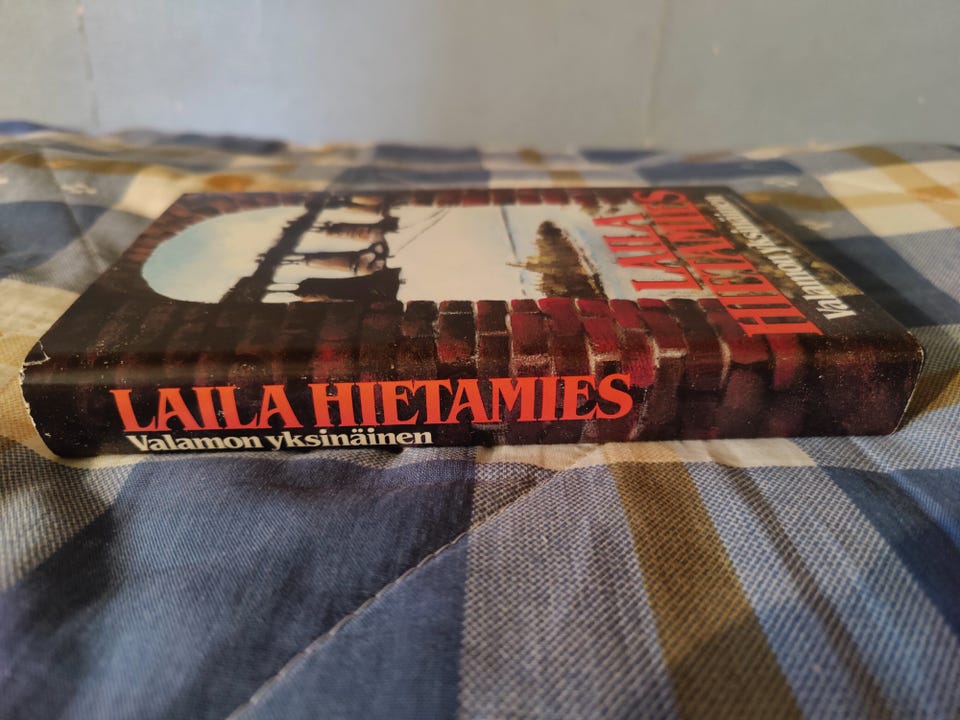 LAILA HIETAMIES
Valamon yksinäinen
LAILA
HIETAMIES
Valamon yksinäinen